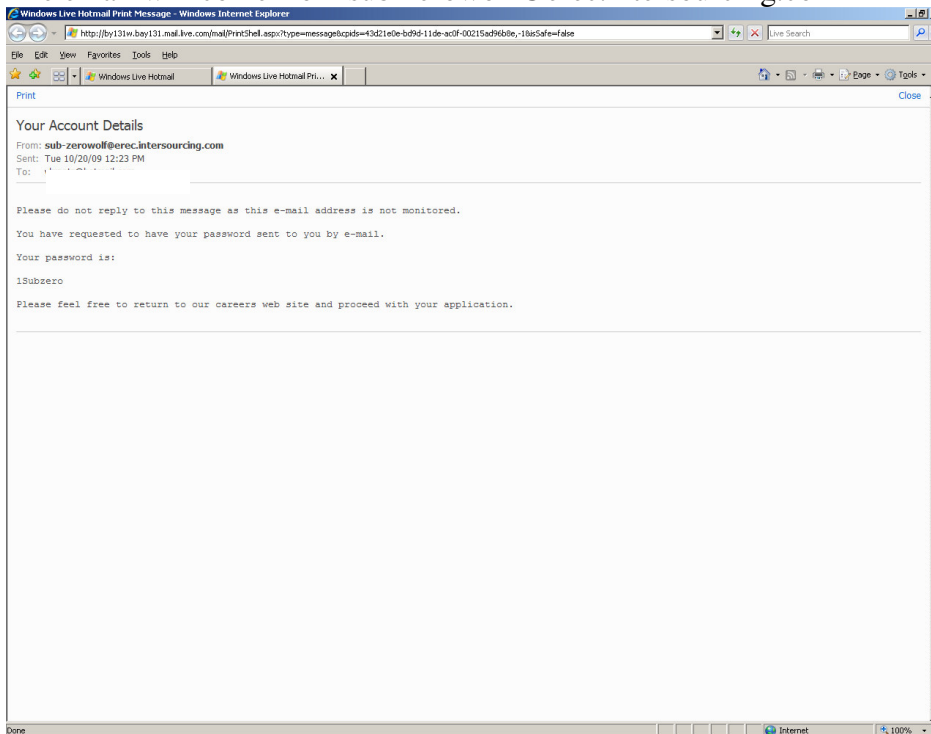 Windows Live Hotmail Print Message - Windows Internet Explorer
http://by131w.bay131.mail.live.com/mail/PrintShell.aspx?type=message&cpids=43d21e0e-bd9d-11de-ac0f-00215ad96b8e,-1&isSafe=false
Live Search
File Edit View Favorites Tools Help
Windows Live Hotmail Windows Live Hotmail Pri... Page Tools
Print Close
Your Account Details
From: sub-zerowolf@erec.intersourcing.com
Sent: Tue 10/20/09 12:23 PM
To:
Please do not reply to this message as this e-mail address is not monitored.
You have requested to have your password sent to you by e-mail.
Your password is:
1Subzero
Please feel free to return to our careers web site and proceed with your application.
Done Internet 100%